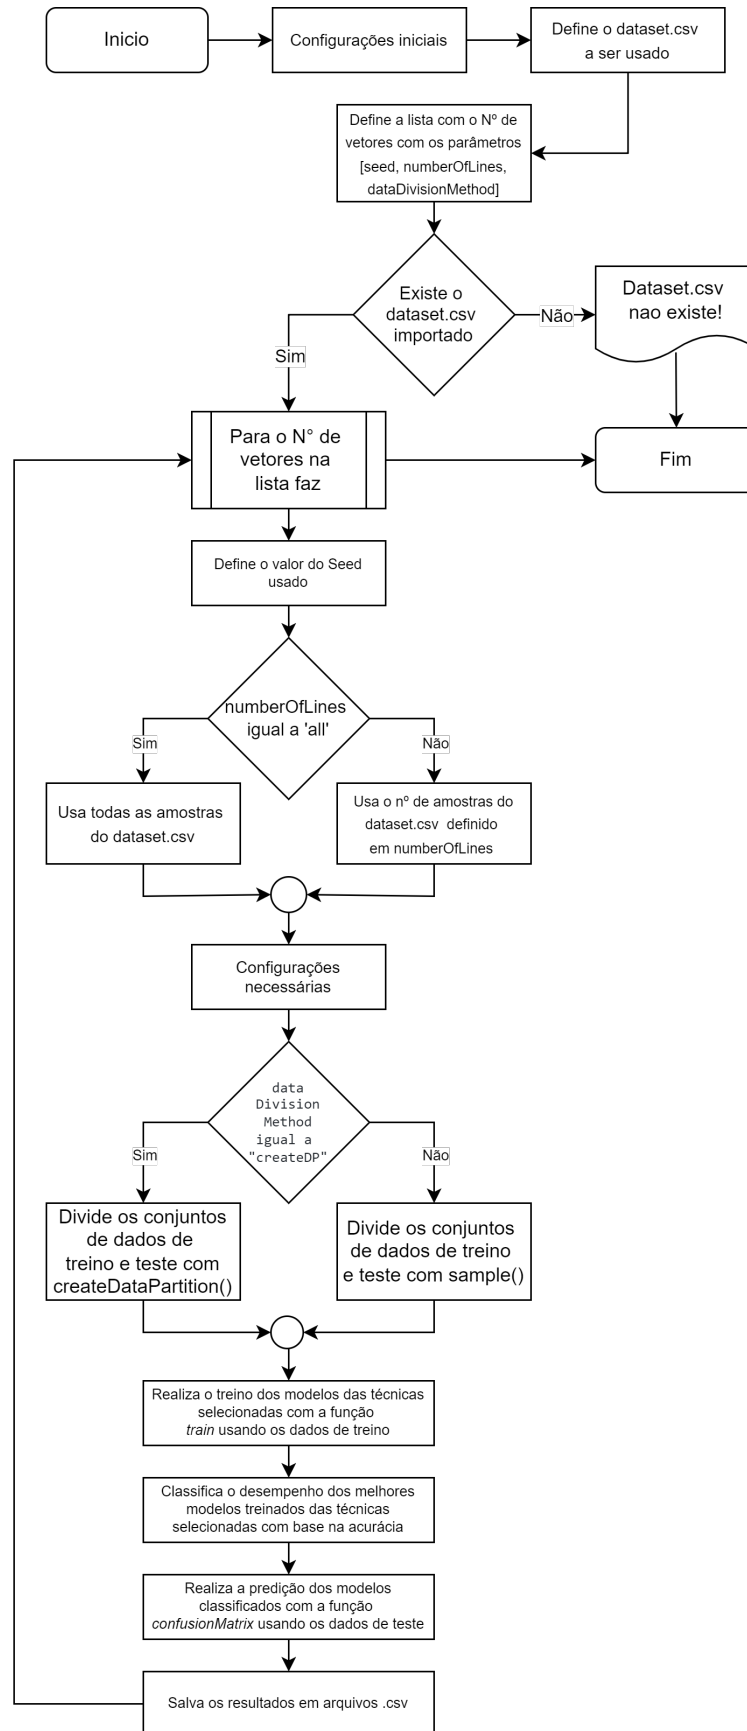 Inicio
Configurações iniciais
Define o dataset.csv
a ser usado
Define a lista com o Nº de
vetores com os parâmetros
[seed, numberOfLines,
dataDivisionMethod]
Existe o
dataset.csv
importado
Não
Dataset.csv
nao existe!
Sim
Para o N° de
vetores na
lista faz
Fim
Define o valor do Seed
usado
numberOfLines
igual a 'all'
Sim
Não
Usa todas as amostras
do dataset.csv
Usa o nº de amostras do
dataset.csv definido
em numberOfLines
Configurações
necessárias
data
Division
Method
igual a
"createDP"
Sim
Não
Divide os conjuntos
de dados de
treino e teste com
createDataPartition()
Divide os conjuntos
de dados de treino
e teste com sample()
Realiza o treino dos modelos das técnicas
selecionadas com a função
train usando os dados de treino
Classifica o desempenho dos melhores
modelos treinados das técnicas
selecionadas com base na acurácia
Realiza a predição dos modelos
classificados com a função
confusionMatrix usando os dados de teste
Salva os resultados em arquivos .csv